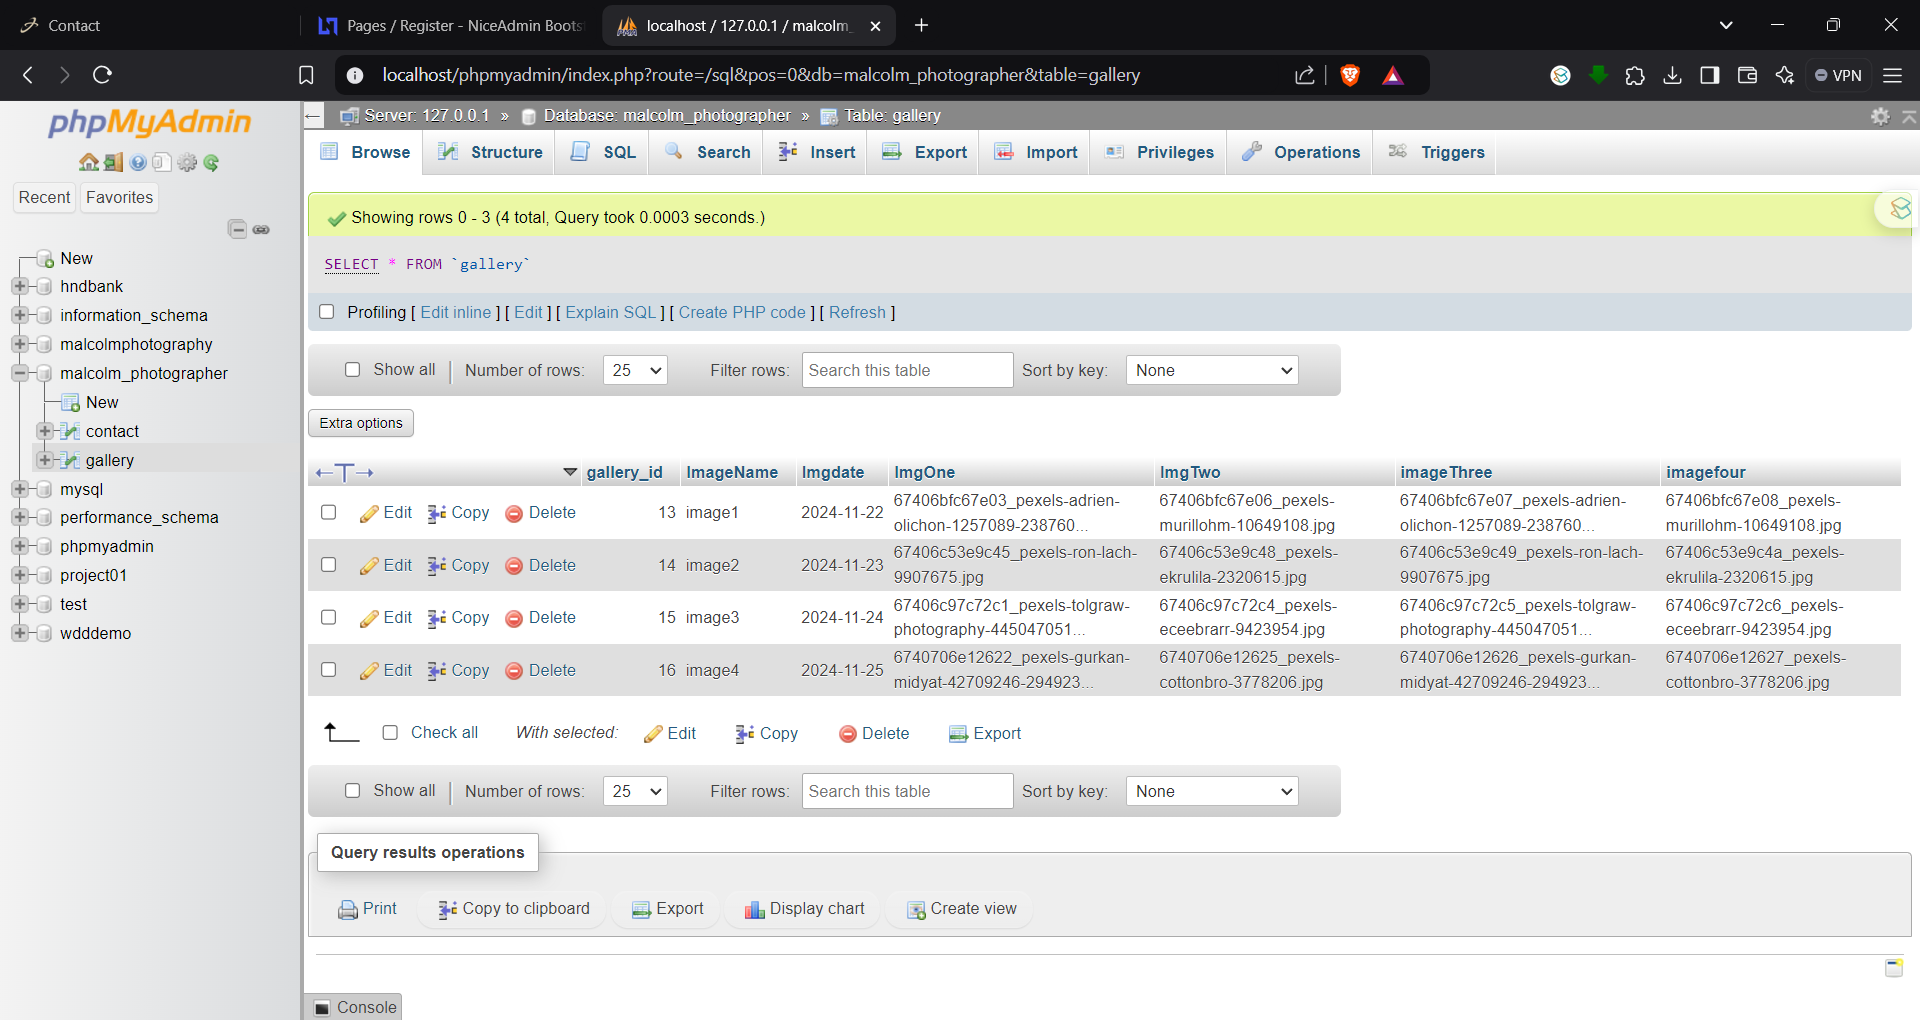 Contact
Pages / Register - NiceAdmin Boots
localhost / 127.0.0.1 / malcolm_
localhost/phpmyadmin/index.php?route=/sql&pos=0&db=malcolm_photographer&table=gallery
VPN
phpMyAdmin
Recent Favorites
New
hndbank
information_schema
malcolmphotography
malcolm_photographer
New
contact
gallery
mysql
performance_schema
phpmyadmin
project01
test
wdddemo
Server: 127.0.0.1 » Database: malcolm_photographer » Table: gallery
Browse Structure SQL Search Insert Export Import Privileges Operations Triggers
Showing rows 0 - 3 (4 total, Query took 0.0003 seconds.)
SELECT * FROM `gallery`
Profiling [ Edit inline ] [ Edit ] [ Explain SQL ] [ Create PHP code ] [ Refresh ]
Show all Number of rows: 25 Filter rows: Search this table Sort by key: None
Extra options
gallery_id ImageName Imgdate ImgOne ImgTwo imageThree imagefour
Edit Copy Delete 13 image1 2024-11-22 67406bfc67e03_pexels-adrien- 67406bfc67e06_pexels- 67406bfc67e07_pexels-adrien- 67406bfc67e08_pexels-
olichon-1257089-238760... murillohm-10649108.jpg olichon-1257089-238760... murillohm-10649108.jpg
Edit Copy Delete 14 image2 2024-11-23 67406c53e9c45_pexels-ron-lach- 67406c53e9c48_pexels- 67406c53e9c49_pexels-ron-lach- 67406c53e9c4a_pexels-
9907675.jpg ekrulila-2320615.jpg 9907675.jpg ekrulila-2320615.jpg
Edit Copy Delete 15 image3 2024-11-24 67406c97c72c1_pexels-tolgraw- 67406c97c72c4_pexels- 67406c97c72c5_pexels-tolgraw- 67406c97c72c6_pexels-
photography-445047051... eceebrarr-9423954.jpg photography-445047051... eceebrarr-9423954.jpg
Edit Copy Delete 16 image4 2024-11-25 6740706e12622_pexels-gurkan- 6740706e12625_pexels- 6740706e12626_pexels-gurkan- 6740706e12627_pexels-
midyat-42709246-294923... cottonbro-3778206.jpg midyat-42709246-294923... cottonbro-3778206.jpg
Check all With selected: Edit Copy Delete Export
Show all Number of rows: 25 Filter rows: Search this table Sort by key: None
Query results operations
Print Copy to clipboard Export Display chart Create view
Console